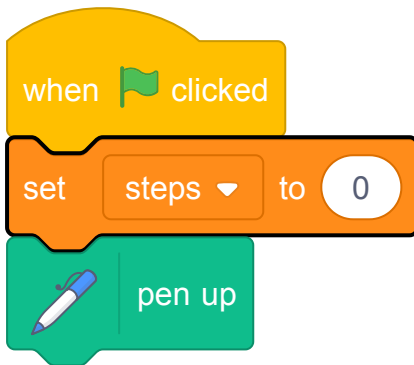 when clicked
set steps to 0
pen up